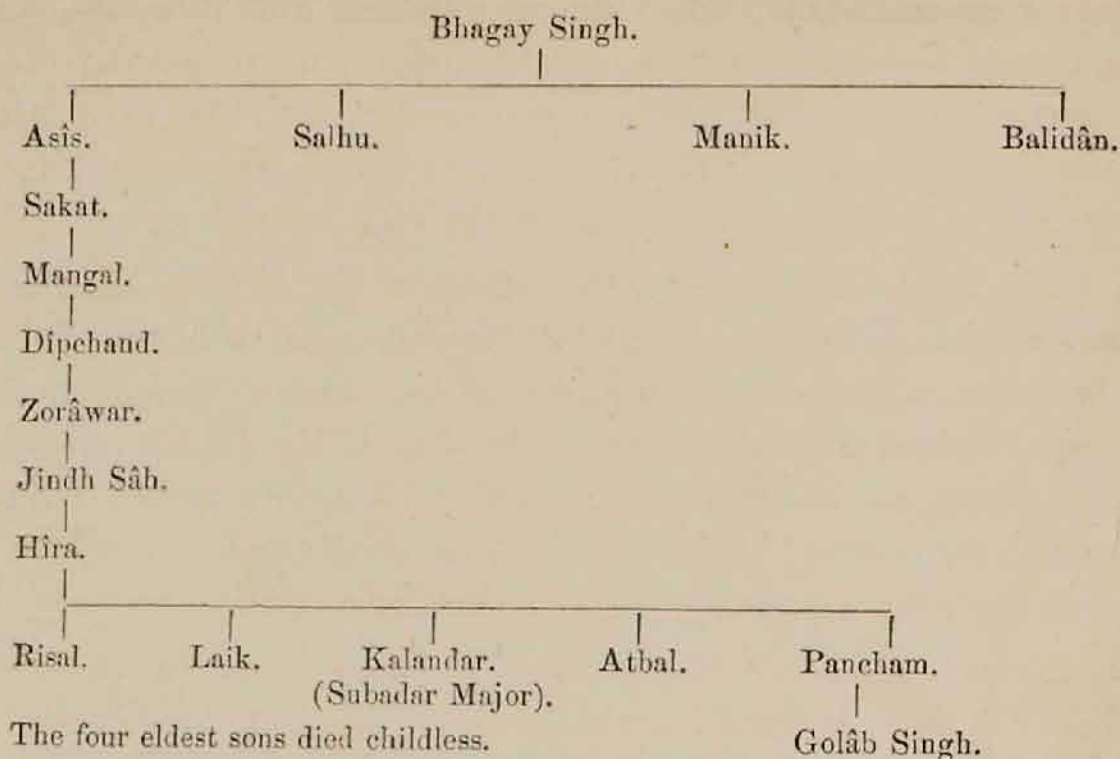 Bhagay Singh.
Asîs. Salhu. Manik. Balidân.
Sakat.
Mangal.
Dîpchand.
Zorâwar.
Jindh Sâh.
Hîra.
Risal. Laik. Kalandar. Atbal. Pancham.
(Subadar Major).
The four eldest sons died childless. Golâb Singh.